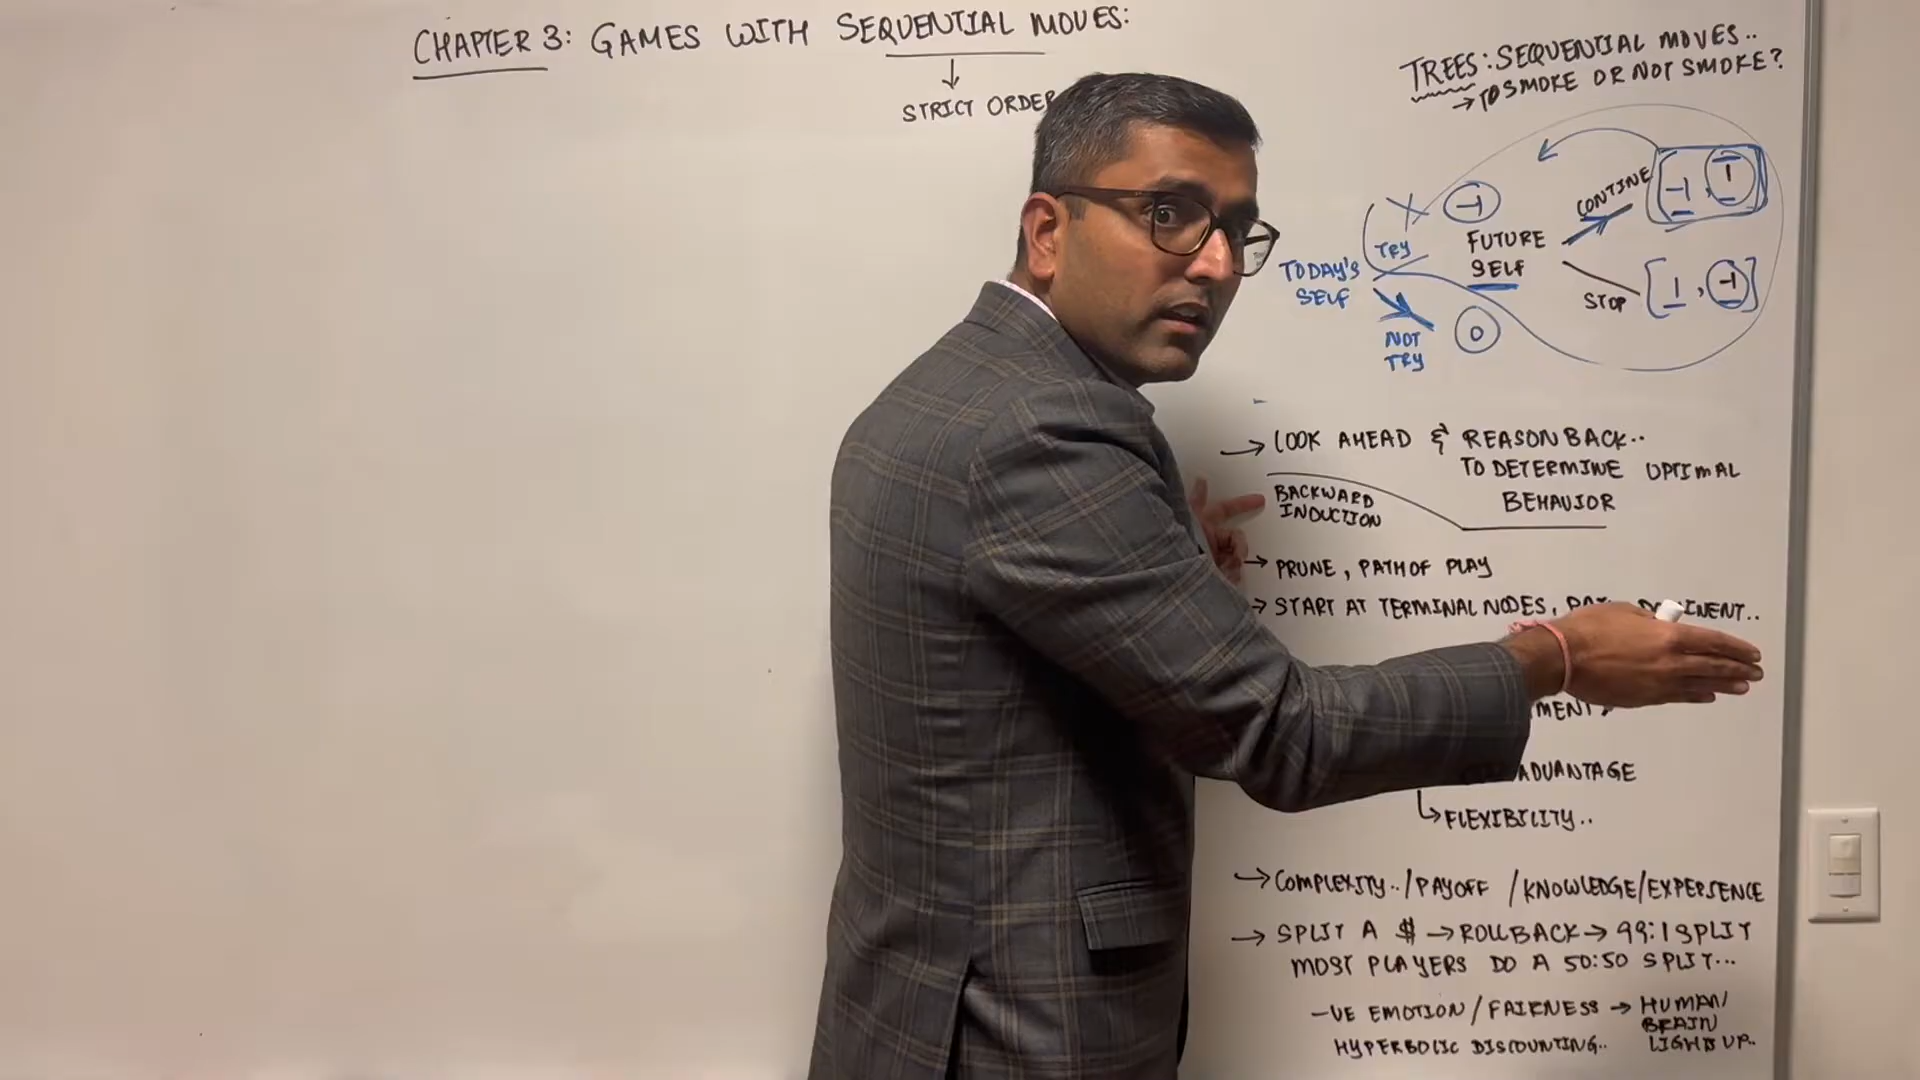 CHAPTER 3: GAMES WITH SEQUENTIAL MOVES:
STRICT ORDER
TREES: SEQUENTIAL MOVES..
→ TO SMOKE OR NOT SMOKE?
TODAY'S
SELF
TRY
-1
NOT
TRY
0
FUTURE
SELF
CONTINE
[-1, 1]
STOP
[1, -1]
→ LOOK AHEAD & REASON BACK..
TO DETERMINE OPTIMAL
BEHAVIOR
BACKWARD
INDUCTION
→ PRUNE, PATH OF PLAY
→ START AT TERMINAL NODES,
ADVANTAGE
↳ FLEXIBILITY..
→ COMPLEXITY../PAYOFF /KNOWLEDGE/EXPERIENCE
→ SPLIT A $ → ROLLBACK → 99:1 SPLIT
MOST PLAYERS DO A 50:50 SPLIT...
-VE EMOTION/FAIRNESS → HUMAN
BRAIN
LIGHTS UP..
HYPERBOLIC DISCOUNTING..